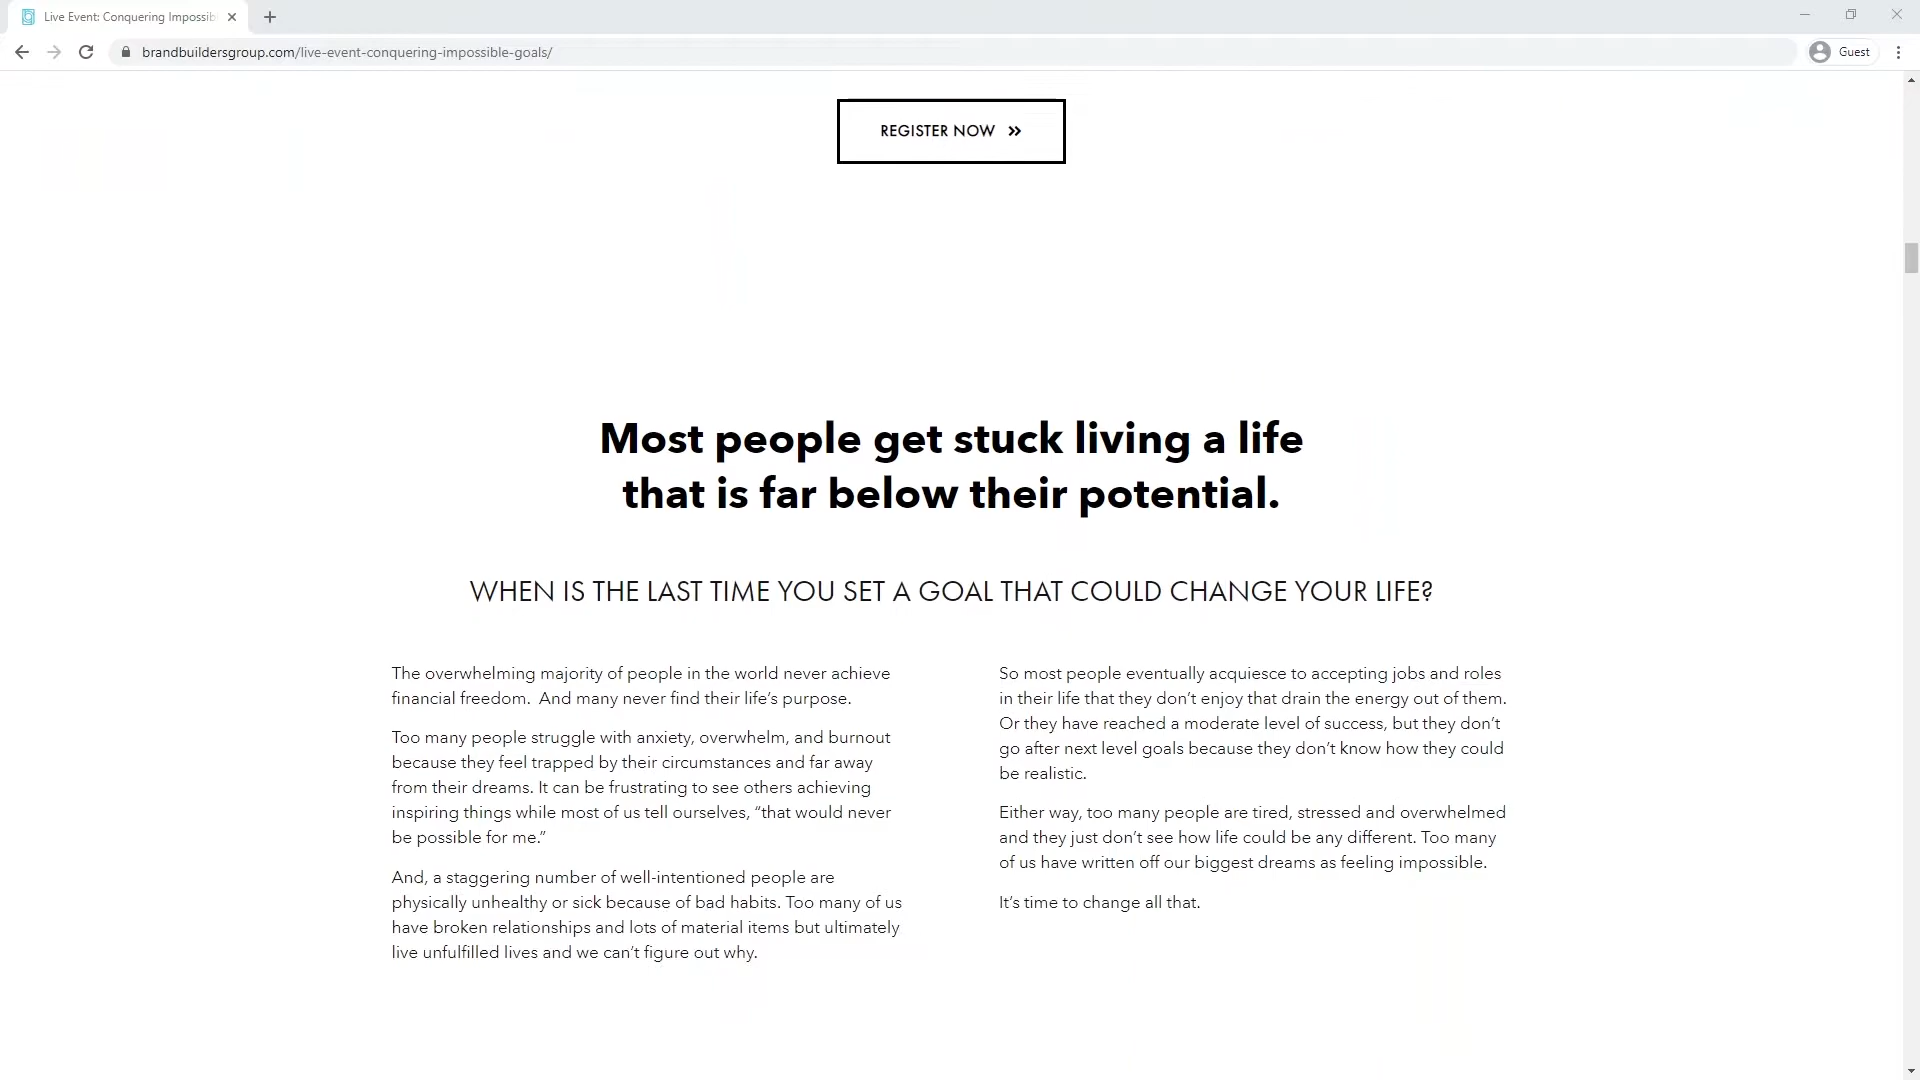 Live Event: Conquering Impossib
brandbuildersgroup.com/live-event-conquering-impossible-goals/
Guest
REGISTER NOW »
Most people get stuck living a life
that is far below their potential.
WHEN IS THE LAST TIME YOU SET A GOAL THAT COULD CHANGE YOUR LIFE?
The overwhelming majority of people in the world never achieve
financial freedom.  And many never find their life’s purpose.
Too many people struggle with anxiety, overwhelm, and burnout
because they feel trapped by their circumstances and far away
from their dreams. It can be frustrating to see others achieving
inspiring things while most of us tell ourselves, “that would never
be possible for me.”
And, a staggering number of well-intentioned people are
physically unhealthy or sick because of bad habits. Too many of us
have broken relationships and lots of material items but ultimately
live unfulfilled lives and we can’t figure out why.
So most people eventually acquiesce to accepting jobs and roles
in their life that they don’t enjoy that drain the energy out of them.
Or they have reached a moderate level of success, but they don’t
go after next level goals because they don’t know how they could
be realistic.
Either way, too many people are tired, stressed and overwhelmed
and they just don’t see how life could be any different. Too many
of us have written off our biggest dreams as feeling impossible.
It’s time to change all that.